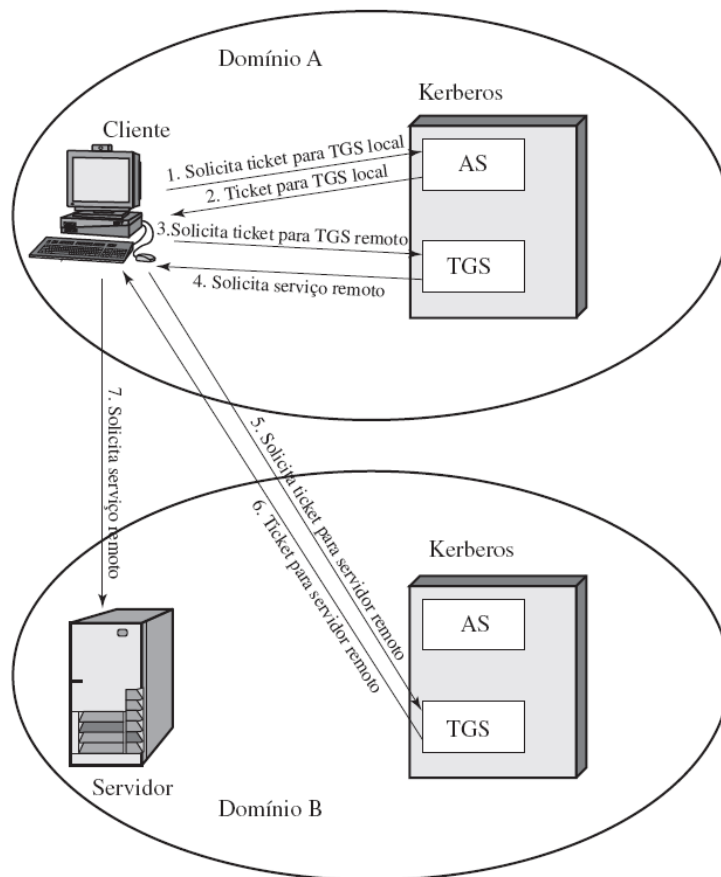 Domínio A
Kerberos
Cliente
AS
1. Solicita ticket para TGS local
2. Ticket para TGS local
3.Solicita ticket para TGS remoto
TGS
4. Solicita serviço remoto
7. Solicita serviço remoto
5. Solicita ticket para servidor remoto
6. Ticket para servidor remoto
Kerberos
AS
TGS
Servidor
Domínio B